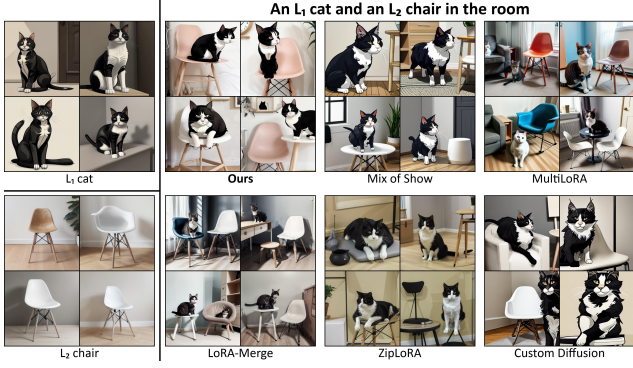 An L₁ cat and an L₂ chair in the room
L₁ cat
Ours
Mix of Show
MultiLoRA
L₂ chair
LoRA-Merge
ZipLoRA
Custom Diffusion